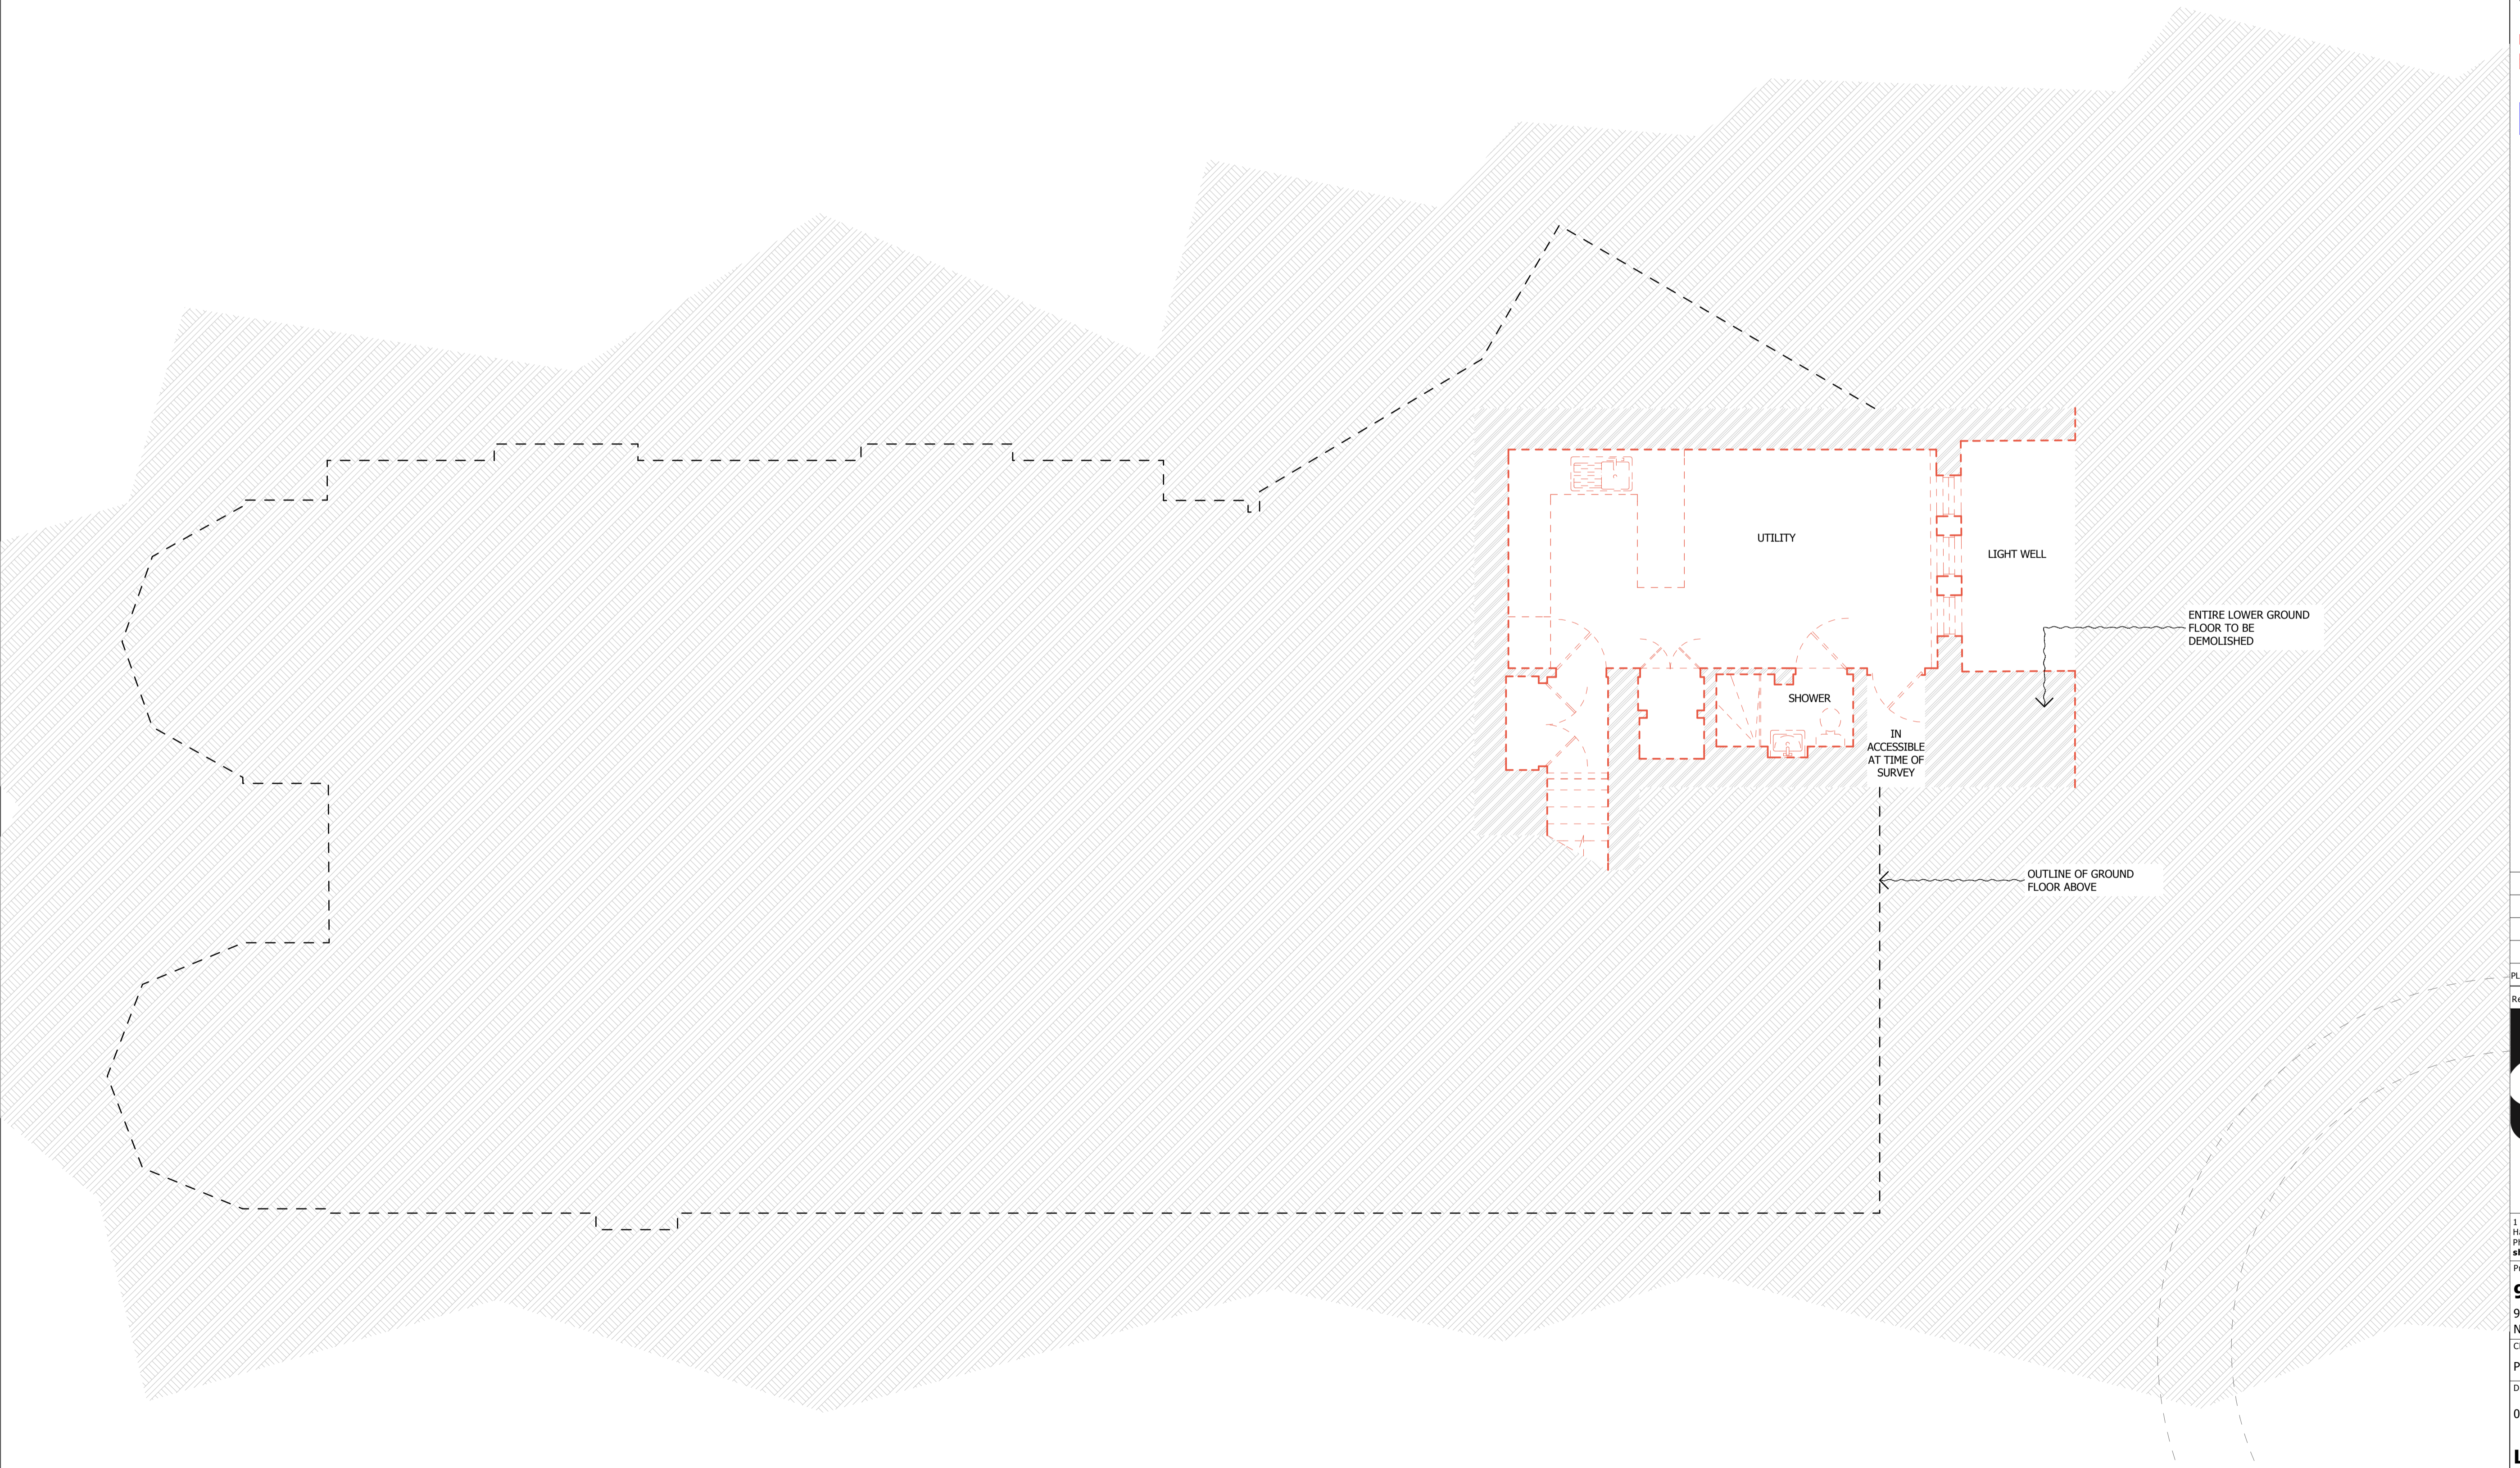 UTILITY
LIGHT WELL
ENTIRE LOWER GROUND
FLOOR TO BE
DEMOLISHED
SHOWER
IN
ACCESSIBLE
AT TIME OF
SURVEY
OUTLINE OF GROUND
FLOOR ABOVE